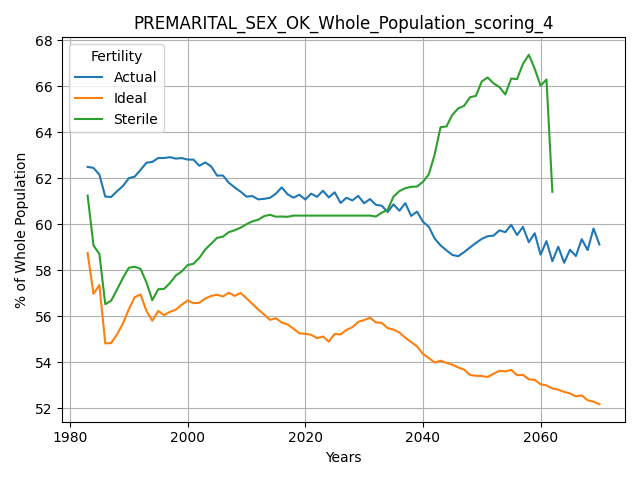 PREMARITAL_SEX_OK_Whole_Population_scoring_4
% of Whole Population
68
66
64
62
60
58
56
54
52
Fertility
Actual
Ideal
Sterile
1980
2000
2020
2040
2060
Years